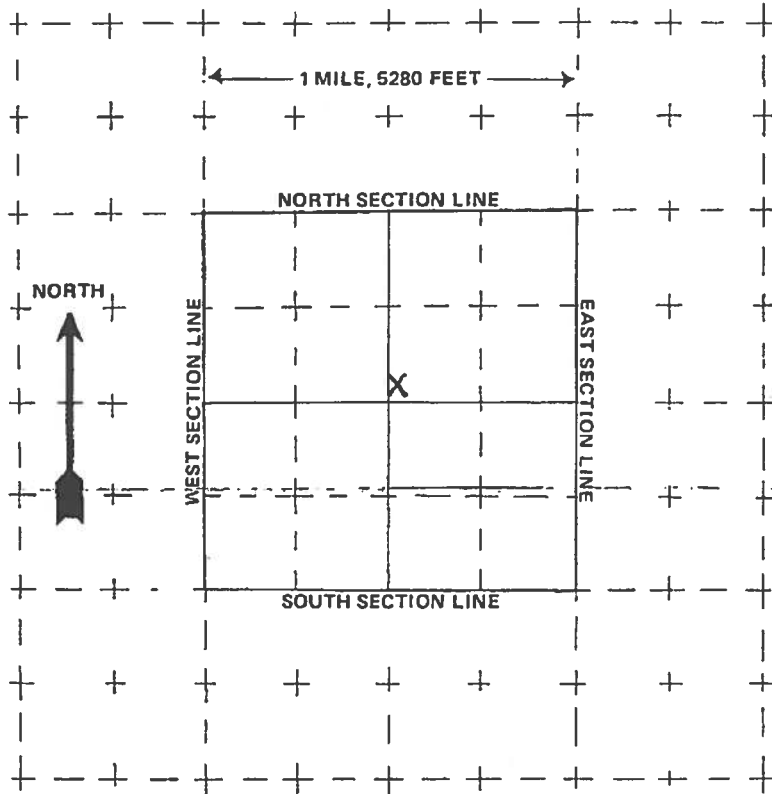 1 MILE, 5280 FEET
NORTH SECTION LINE
NORTH
WEST SECTION LINE
EAST SECTION LINE
X
SOUTH SECTION LINE